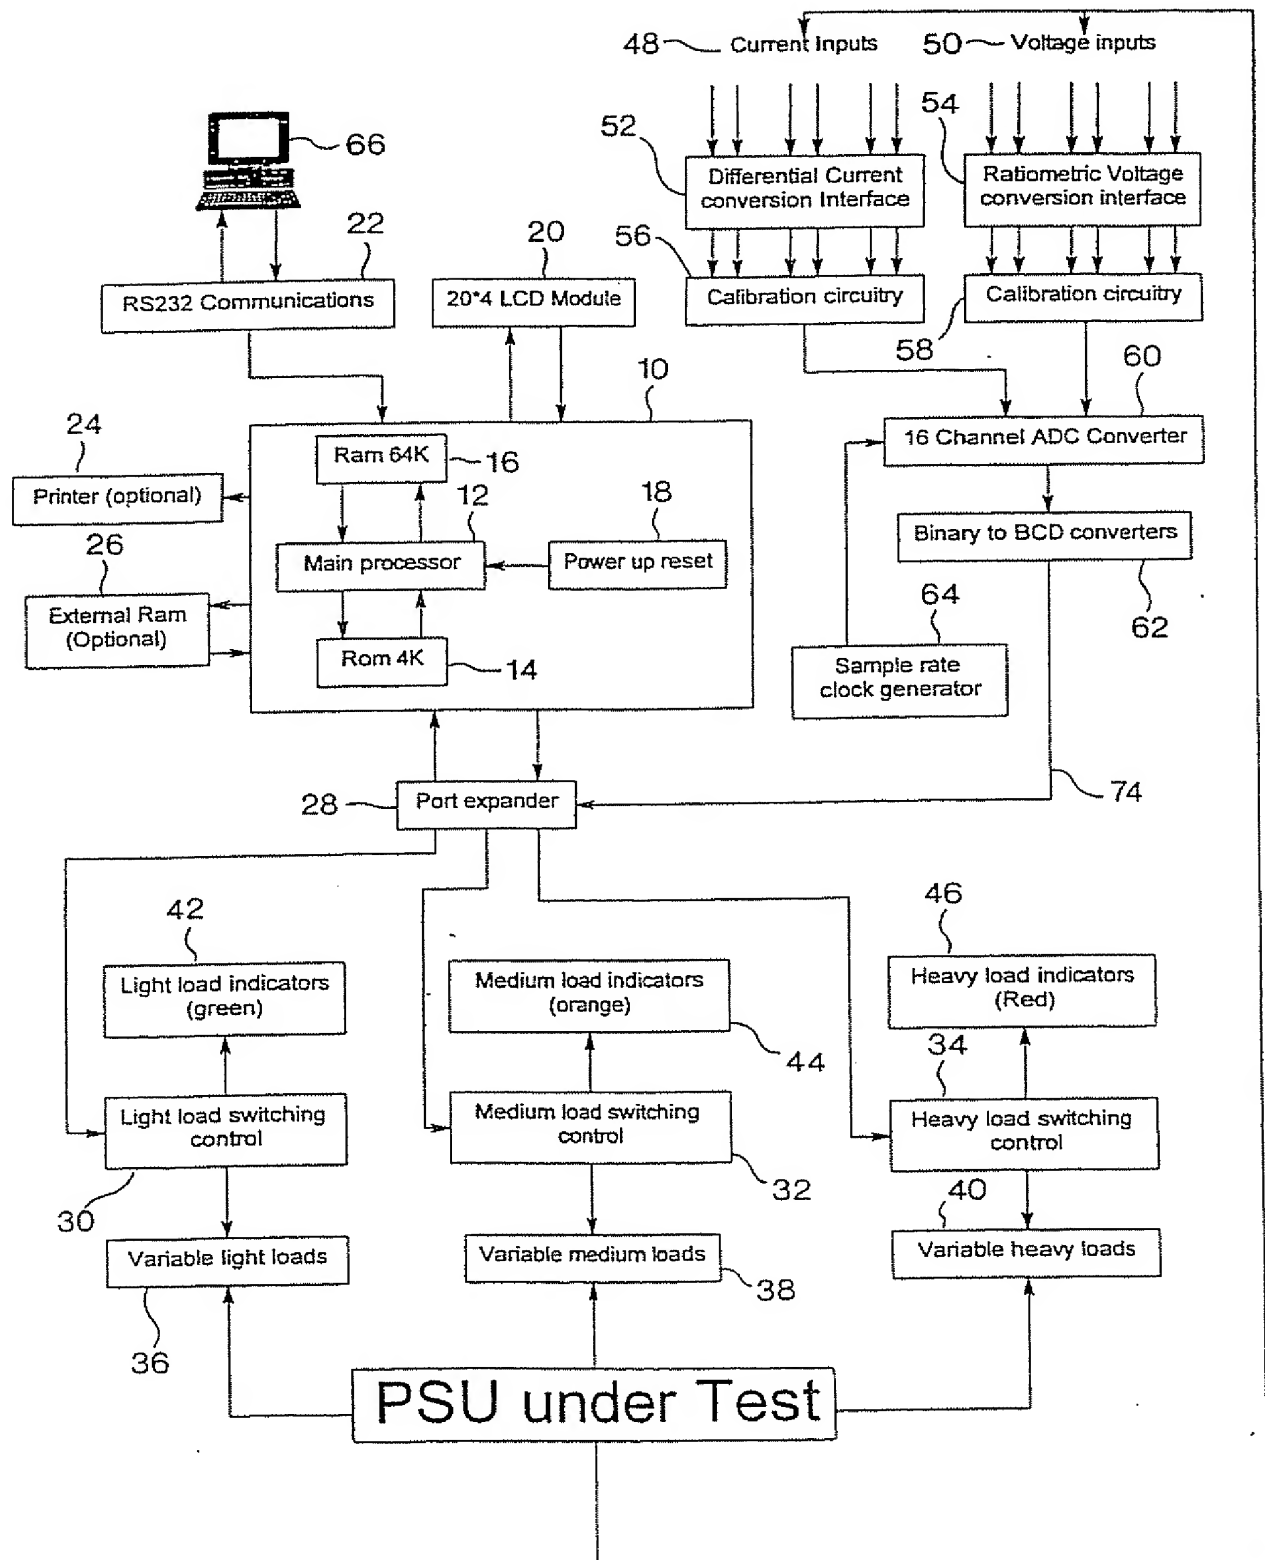 48
Current Inputs
50
Voltage inputs
66
52
54
Differential Current
conversion Interface
Ratiometric Voltage
conversion interface
22
20
56
RS232 Communications
20*4 LCD Module
Calibration circuitry
Calibration circuitry
58
10
60
24
Ram 64K
16
16 Channel ADC Converter
Printer (optional)
12
18
26
Main processor
Power up reset
Binary to BCD converters
External Ram
(Optional)
64
62
Rom 4K
14
Sample rate
clock generator
28
Port expander
74
42
46
Light load indicators
(green)
Medium load indicators
(orange)
Heavy load indicators
(Red)
44
34
Light load switching
control
Medium load switching
control
Heavy load switching
control
30
32
40
Variable light loads
Variable medium loads
Variable heavy loads
36
38
PSU under Test